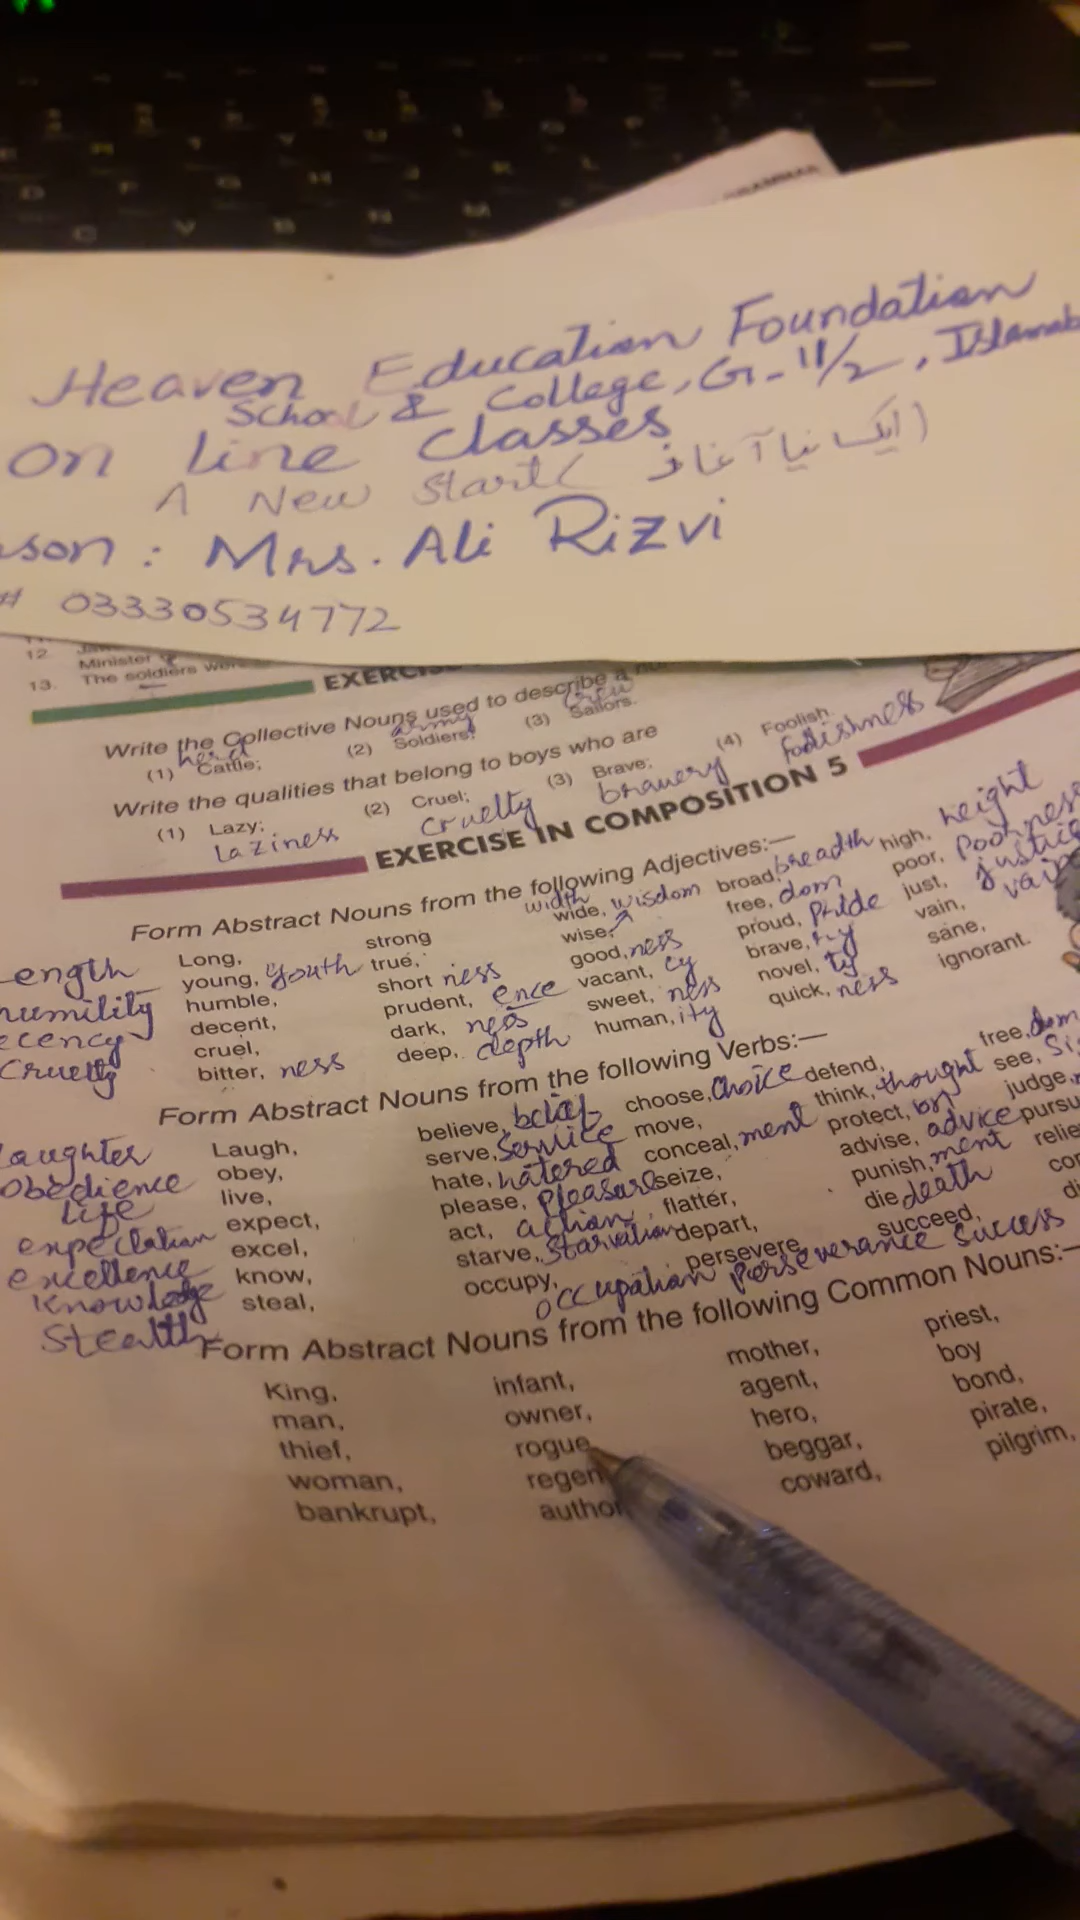 GRAMMAR
Heaven Education Foundation
School & College, G-11/2, Islamab
on line classes
A New Start (ایک نیا آغاز)
son: Mrs. Ali Rizvi
# 03330534772
12.
Minister
13. The soldiers wer
EXERCIS
Write the Collective Nouns used to describe a
herd army crew
(1) Cattle; (2) Soldiers; (3) Sailors.
Write the qualities that belong to boys who are
(1) Lazy; (2) Cruel; (3) Brave; (4) Foolish.
laziness cruelty bravery foolishness
EXERCISE IN COMPOSITION 5
Form Abstract Nouns from the following Adjectives:—
width
ength Long, strong wide, wisdom broad, breadth high, height
young, youth true, wise, free, dom poor, poorness
humility humble, short ness good, ness proud, pride just, justice
ecency decent, prudent, ence vacant, cy brave, ry vain, vain
Cruelty cruel, dark, ness sweet, ness novel, ty sane,
bitter, ness deep, depth human, ity quick, ness ignorant.
Form Abstract Nouns from the following Verbs:—
laughter Laugh, believe, belief choose, choice defend, free, dom
obedience obey, serve, service move, think, thought see, Si
life live, hate, hatered conceal, ment protect, ion judge,
expectation expect, please, pleasure seize, advise, advice pursu
excellence excel, act, action flatter, punish, ment relie
knowledge know, starve, starvation depart, die death
Stealth steal, occupy, persevere, succeed,
occupation perseverance success
Form Abstract Nouns from the following Common Nouns:—
King, infant, mother, priest,
man, owner, agent, boy
thief, rogue, hero, bond,
woman, regen beggar, pirate,
bankrupt, author coward, pilgrim,